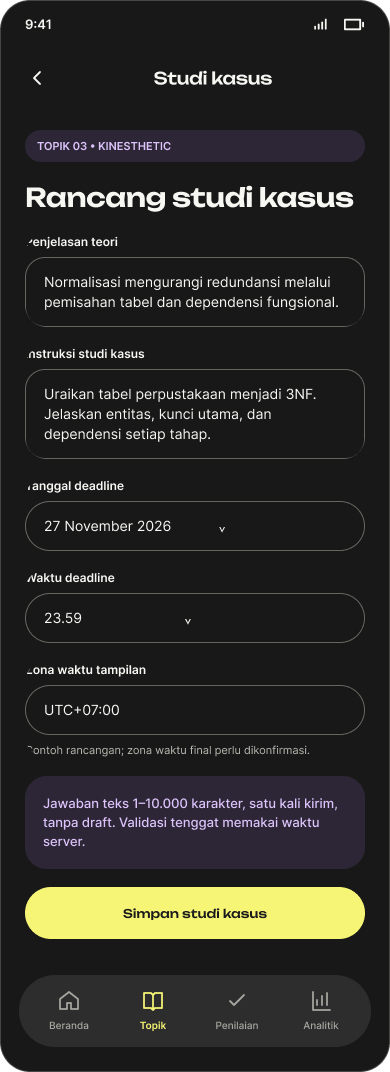 9:41
Studi kasus
TOPIK 03 • KINESTHETIC
Rancang studi kasus
Penjelasan teori
Normalisasi mengurangi redundansi melalui
pemisahan tabel dan dependensi fungsional.
Instruksi studi kasus
Uraikan tabel perpustakaan menjadi 3NF.
Jelaskan entitas, kunci utama, dan
dependensi setiap tahap.
Tanggal deadline
27 November 2026 v
Waktu deadline
23.59 v
Zona waktu tampilan
UTC+07:00
Contoh rancangan; zona waktu final perlu dikonfirmasi.
Jawaban teks 1–10.000 karakter, satu kali kirim,
tanpa draft. Validasi tenggat memakai waktu
server.
Simpan studi kasus
Beranda
Topik
Penilaian
Analitik